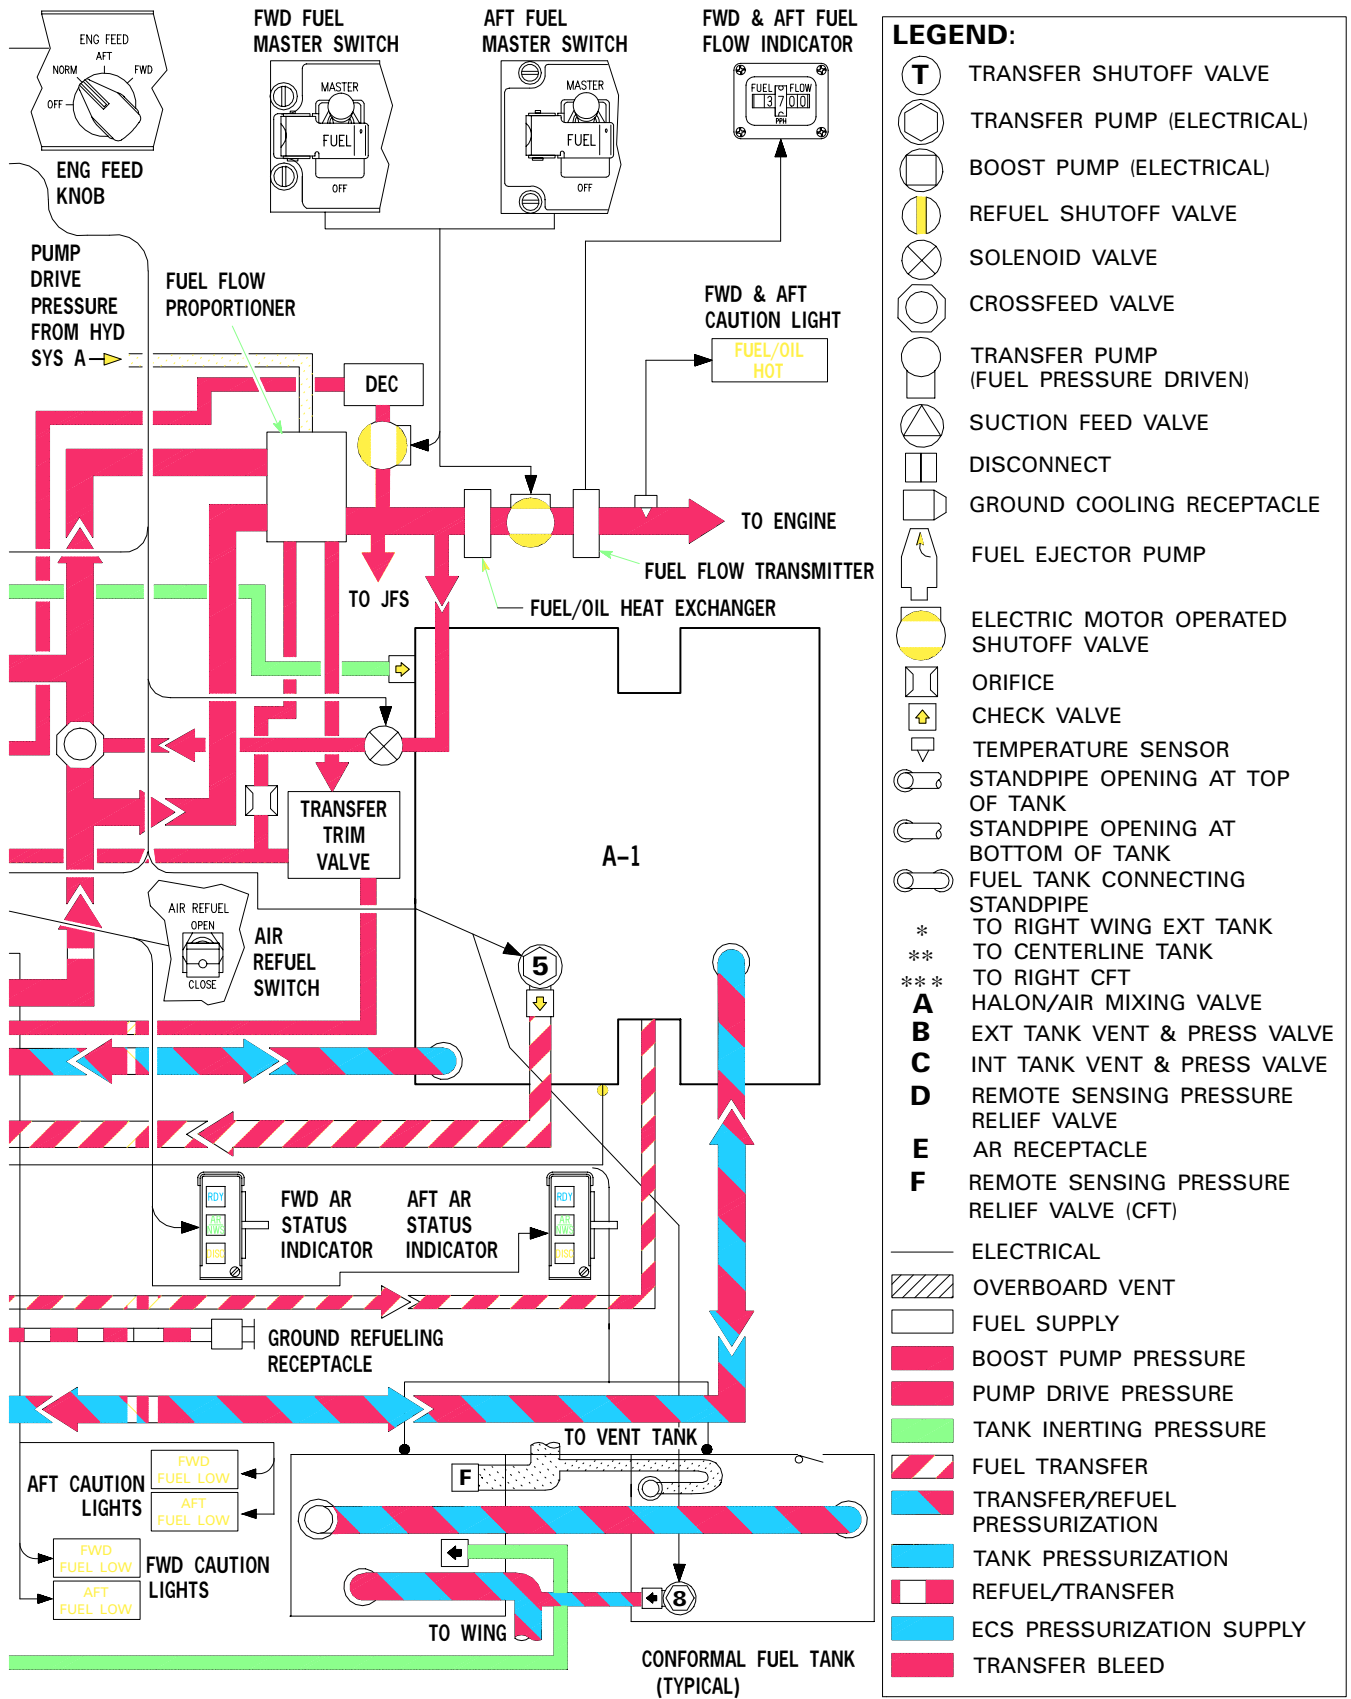 ENG FEED
AFT
NORM
FWD
OFF
ENG FEED
KNOB
FWD FUEL
MASTER SWITCH
MASTER
FUEL
OFF
AFT FUEL
MASTER SWITCH
MASTER
FUEL
OFF
FWD & AFT FUEL
FLOW INDICATOR
FUEL FLOW
3700
PPH
PUMP
DRIVE
PRESSURE
FROM HYD
SYS A
FUEL FLOW
PROPORTIONER
FWD & AFT
CAUTION LIGHT
FUEL/OIL
HOT
DEC
TO ENGINE
FUEL FLOW TRANSMITTER
TO JFS
FUEL/OIL HEAT EXCHANGER
TRANSFER
TRIM
VALVE
A-1
AIR REFUEL
OPEN
CLOSE
AIR
REFUEL
SWITCH
5
RDY
AR
NWS
DISC
FWD AR
STATUS
INDICATOR
AFT AR
STATUS
INDICATOR
RDY
AR
NWS
DISC
GROUND REFUELING
RECEPTACLE
TO VENT TANK
F
AFT CAUTION
LIGHTS
FWD
FUEL LOW
AFT
FUEL LOW
FWD
FUEL LOW
AFT
FUEL LOW
FWD CAUTION
LIGHTS
8
TO WING
CONFORMAL FUEL TANK
(TYPICAL)
LEGEND:
T TRANSFER SHUTOFF VALVE
TRANSFER PUMP (ELECTRICAL)
BOOST PUMP (ELECTRICAL)
REFUEL SHUTOFF VALVE
SOLENOID VALVE
CROSSFEED VALVE
TRANSFER PUMP
(FUEL PRESSURE DRIVEN)
SUCTION FEED VALVE
DISCONNECT
GROUND COOLING RECEPTACLE
FUEL EJECTOR PUMP
ELECTRIC MOTOR OPERATED
SHUTOFF VALVE
ORIFICE
CHECK VALVE
TEMPERATURE SENSOR
STANDPIPE OPENING AT TOP
OF TANK
STANDPIPE OPENING AT
BOTTOM OF TANK
FUEL TANK CONNECTING
STANDPIPE
* TO RIGHT WING EXT TANK
** TO CENTERLINE TANK
*** TO RIGHT CFT
A HALON/AIR MIXING VALVE
B EXT TANK VENT & PRESS VALVE
C INT TANK VENT & PRESS VALVE
D REMOTE SENSING PRESSURE
RELIEF VALVE
E AR RECEPTACLE
F REMOTE SENSING PRESSURE
RELIEF VALVE (CFT)
ELECTRICAL
OVERBOARD VENT
FUEL SUPPLY
BOOST PUMP PRESSURE
PUMP DRIVE PRESSURE
TANK INERTING PRESSURE
FUEL TRANSFER
TRANSFER/REFUEL
PRESSURIZATION
TANK PRESSURIZATION
REFUEL/TRANSFER
ECS PRESSURIZATION SUPPLY
TRANSFER BLEED